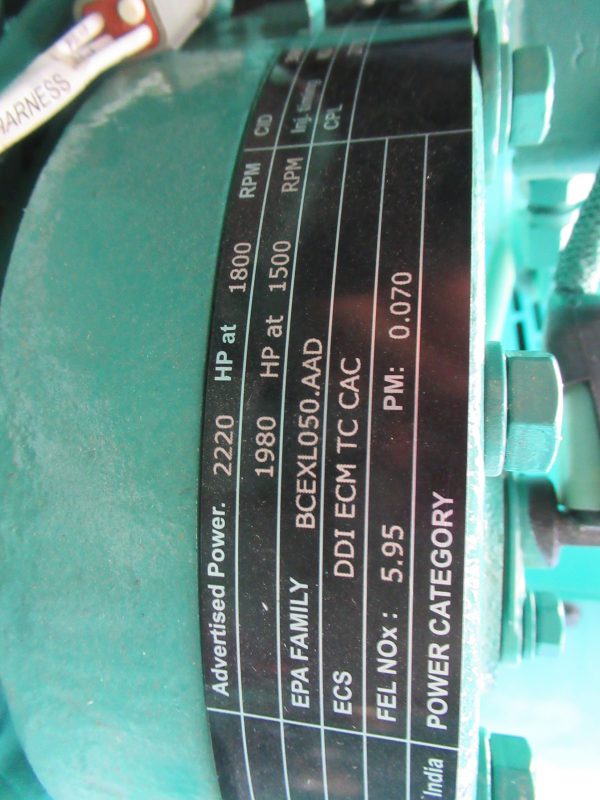 HARNESS
Advertised Power. 2220 HP at 1800 RPM CID
1980 HP at 1500 RPM Inj. timing
EPA FAMILY BCEXL050.AAD CPL
ECS DDI ECM TC CAC
FEL NOx : 5.95 PM: 0.070
India POWER CATEGORY